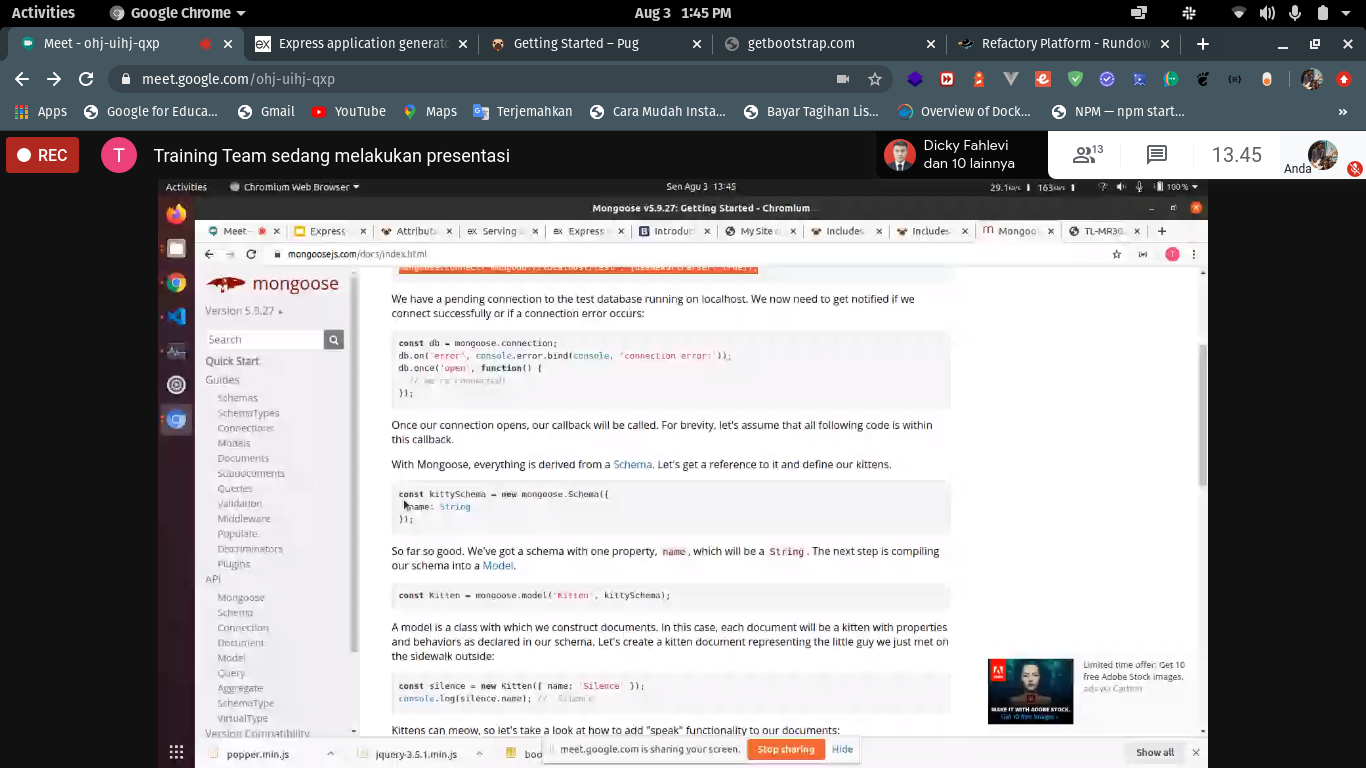 Activities
Google Chrome
Aug 3 1:45 PM
Meet - ohj-uihj-qxp
Express application generato
Getting Started – Pug
getbootstrap.com
Refactory Platform - Rundow
meet.google.com/ohj-uihj-qxp
Apps
Google for Educa...
Gmail
YouTube
Maps
Terjemahkan
Cara Mudah Insta...
Bayar Tagihan Lis...
Overview of Dock...
NPM — npm start...
»
REC
T
Training Team sedang melakukan presentasi
Dicky Fahlevi
dan 10 lainnya
13
13.45
Anda
Activities
Chromium Web Browser
Sen Agu 3 13:45
100 %
Mongoose v5.9.27: Getting Started - Chromium
Meet
Express
Attribut
Serving
Express
Introduc
My Site
Includes
Includes
Mongoo
TL-MR30
mongoosejs.com/docs/index.html
T
mongoose
Version 5.9.27
Search
Quick Start
Guides
Schemas
SchemaTypes
Connections
Models
Documents
Subdocuments
Queries
Validation
Middleware
Populate
Discriminators
Plugins
API
Mongoose
Schema
Connection
Document
Model
Query
Aggregate
SchemaType
VirtualType
Version Compatibility
We have a pending connection to the test database running on localhost. We now need to get notified if we
connect successfully or if a connection error occurs:
const db = mongoose.connection;
db.on('error', console.error.bind(console, 'connection error:'));
db.once('open', function() {
// we're connected!
});
Once our connection opens, our callback will be called. For brevity, let's assume that all following code is within
this callback.
With Mongoose, everything is derived from a Schema. Let's get a reference to it and define our kittens.
const kittySchema = new mongoose.Schema({
name: String
});
So far so good. We've got a schema with one property, name, which will be a String. The next step is compiling
our schema into a Model.
const Kitten = mongoose.model('Kitten', kittySchema);
A model is a class with which we construct documents. In this case, each document will be a kitten with properties
and behaviors as declared in our schema. Let's create a kitten document representing the little guy we just met on
the sidewalk outside:
const silence = new Kitten({ name: 'Silence' });
console.log(silence.name); // 'Silence'
Kittens can meow, so let's take a look at how to add "speak" functionality to our documents:
MAKE IT WITH ADOBE STOCK.
Get 10 free images ›
Limited time offer: Get 10
free Adobe Stock images.
ads via Carbon
popper.min.js
jquery-3.5.1.min.js
boo
meet.google.com is sharing your screen.
Stop sharing
Hide
Show all